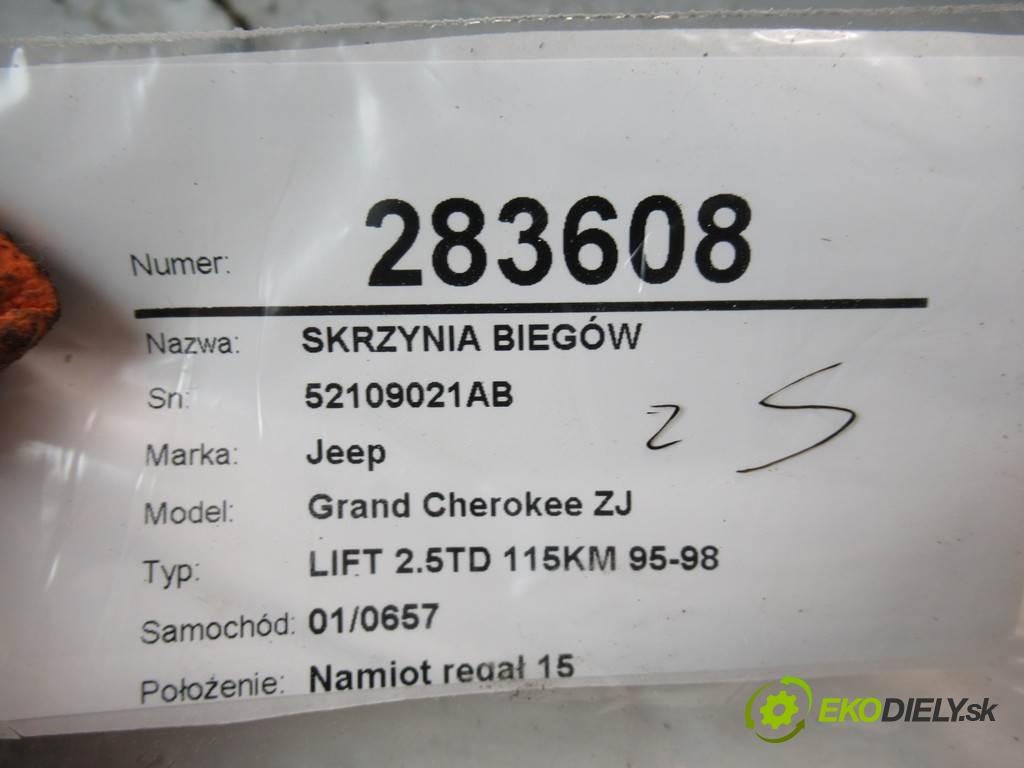 Numer: 283608
Nazwa: SKRZYNIA BIEGÓW
Sn: 52109021AB
2 S
Marka: Jeep
Model: Grand Cherokee ZJ
Typ: LIFT 2.5TD 115KM 95-98
Samochód: 01/0657
Położenie: Namiot regał 15
EKODIELY.sk